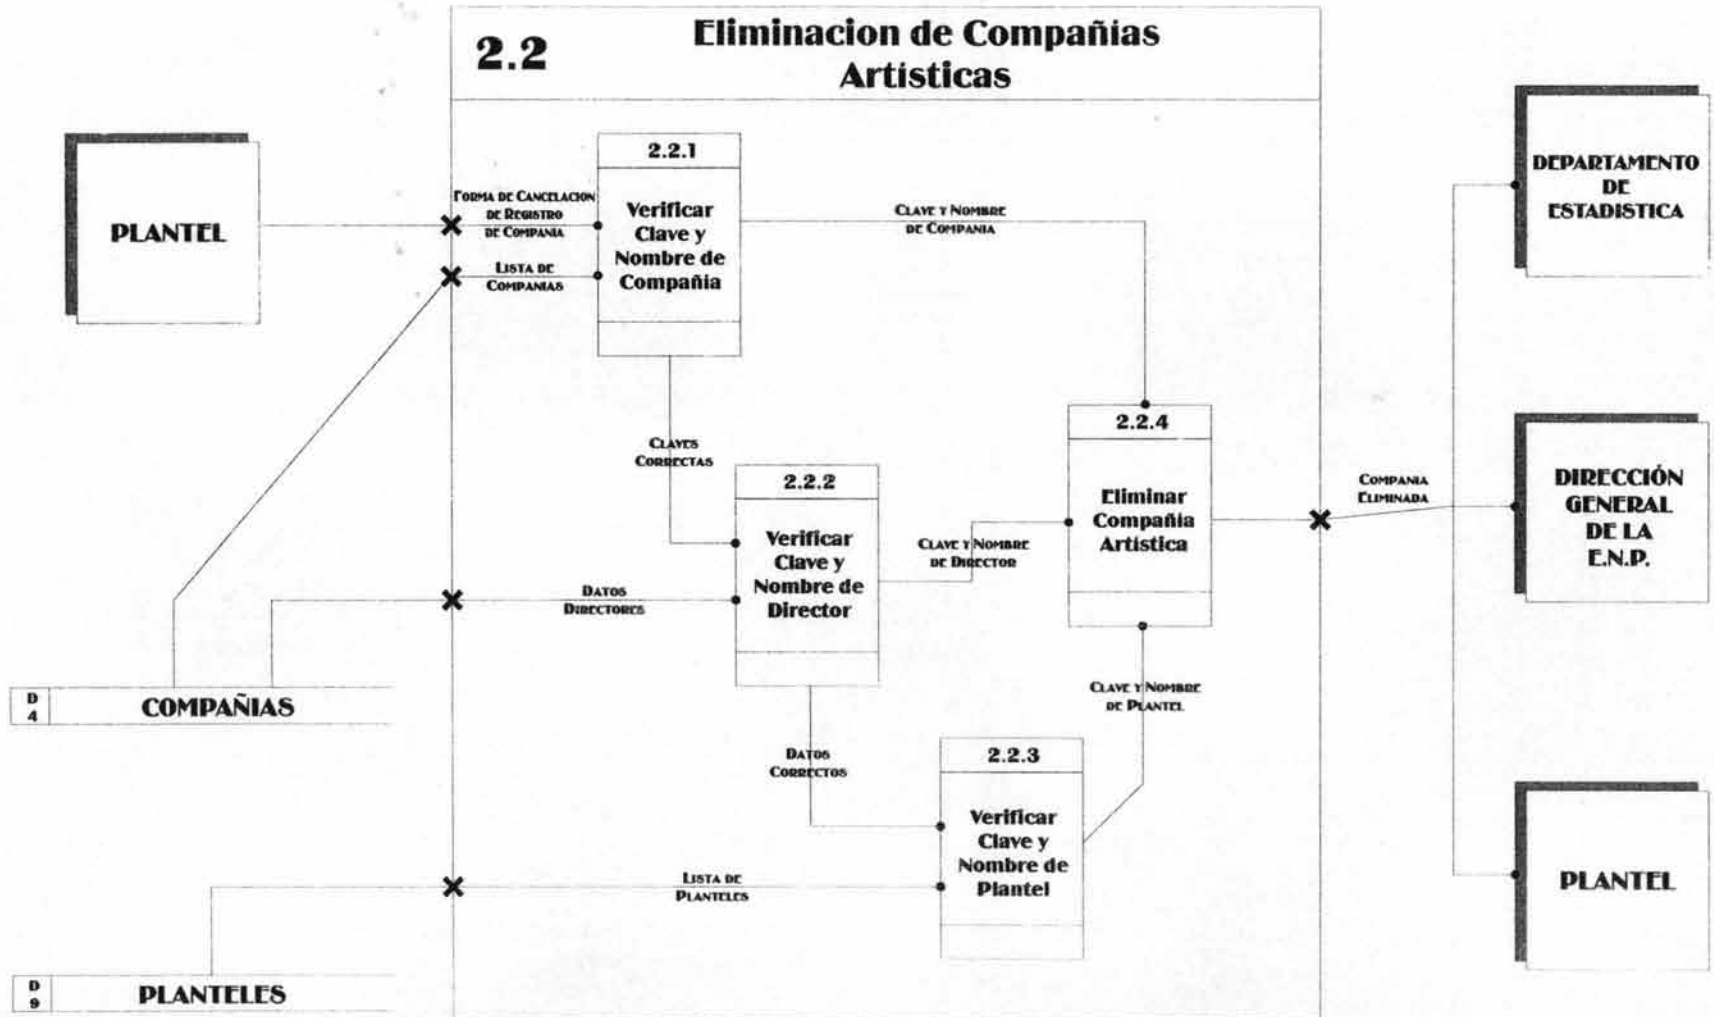 2.2
Eliminacion de Compañias
Artísticas
PLANTEL
FORMA DE CANCELACION
DE REGISTRO
DE COMPANIA
LISTA DE
COMPANIAS
2.2.1
Verificar
Clave y
Nombre de
Compañia
CLAVE Y NOMBRE
DE COMPANIA
DEPARTAMENTO
DE
ESTADISTICA
CLAVES
CORRECTAS
2.2.2
Verificar
Clave y
Nombre de
Director
DATOS
DIRECTORES
CLAVE Y NOMBRE
DE DIRECTOR
2.2.4
Eliminar
Compañia
Artística
COMPANIA
ELIMINADA
DIRECCIÓN
GENERAL
DE LA
E.N.P.
D
4
COMPAÑIAS
CLAVE Y NOMBRE
DE PLANTEL
DATOS
CORRECTOS
2.2.3
Verificar
Clave y
Nombre de
Plantel
LISTA DE
PLANTELES
PLANTEL
D
9
PLANTELES